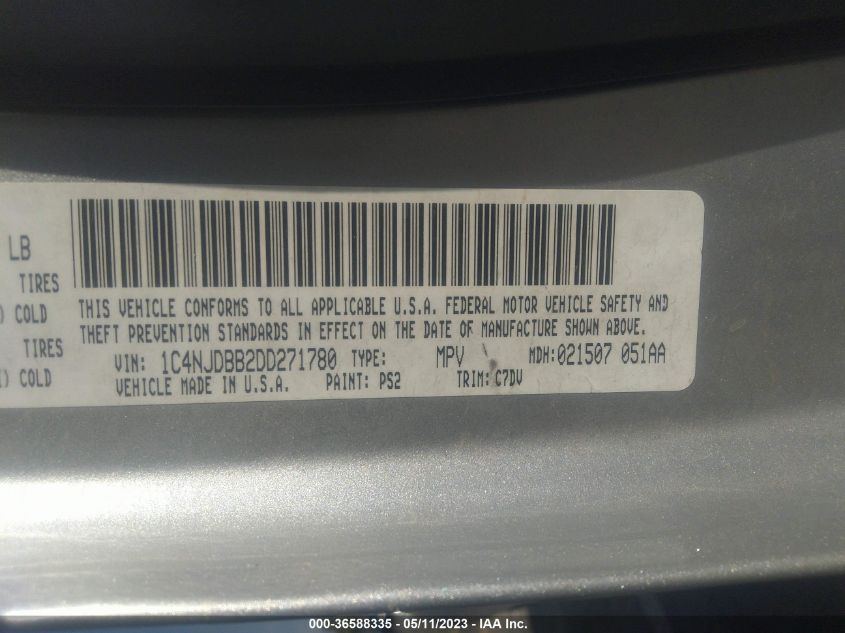 LB
TIRES
) COLD
TIRES
) COLD
THIS VEHICLE CONFORMS TO ALL APPLICABLE U.S.A. FEDERAL MOTOR VEHICLE SAFETY AND
THEFT PREVENTION STANDARDS IN EFFECT ON THE DATE OF MANUFACTURE SHOWN ABOVE.
VIN: 1C4NJDBB2DD271780 TYPE: MPV MDH:021507 051AA
VEHICLE MADE IN U.S.A. PAINT: PS2 TRIM: C7DV
000-36588335 - 05/11/2023 - IAA Inc.